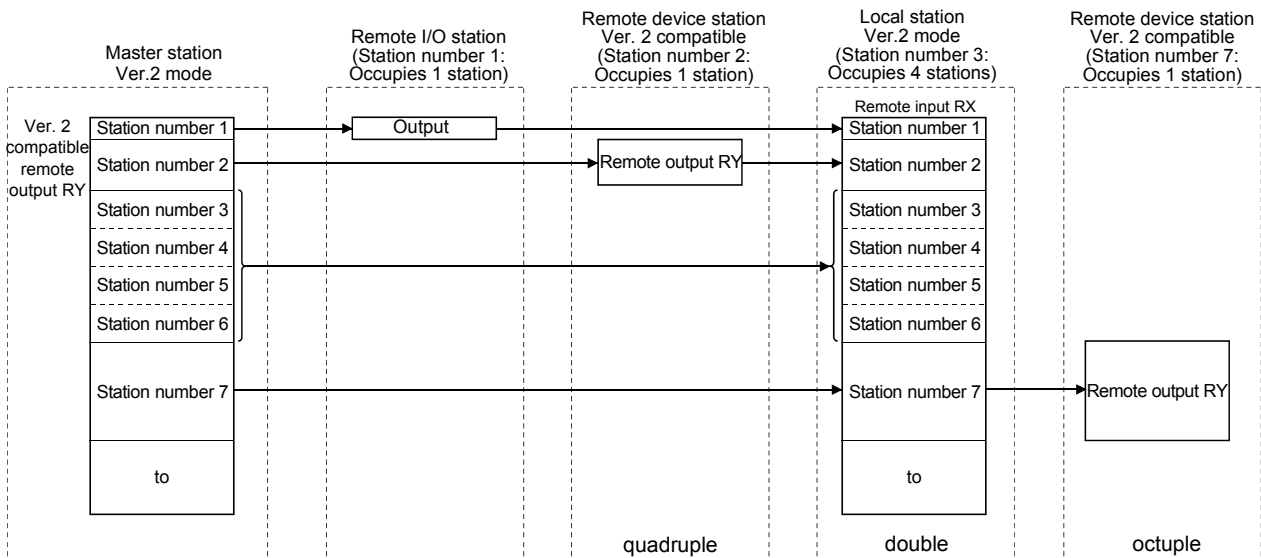 Master station
Ver.2 mode
Remote I/O station
(Station number 1:
Occupies 1 station)
Remote device station
Ver. 2 compatible
(Station number 2:
Occupies 1 station)
Local station
Ver.2 mode
(Station number 3:
Occupies 4 stations)
Remote device station
Ver. 2 compatible
(Station number 7:
Occupies 1 station)
Ver. 2
compatible
remote
output RY
Station number 1
Station number 2
Station number 3
Station number 4
Station number 5
Station number 6
Station number 7
to
Output
Remote output RY
Remote input RX
Station number 1
Station number 2
Station number 3
Station number 4
Station number 5
Station number 6
Station number 7
to
Remote output RY
quadruple
double
octuple